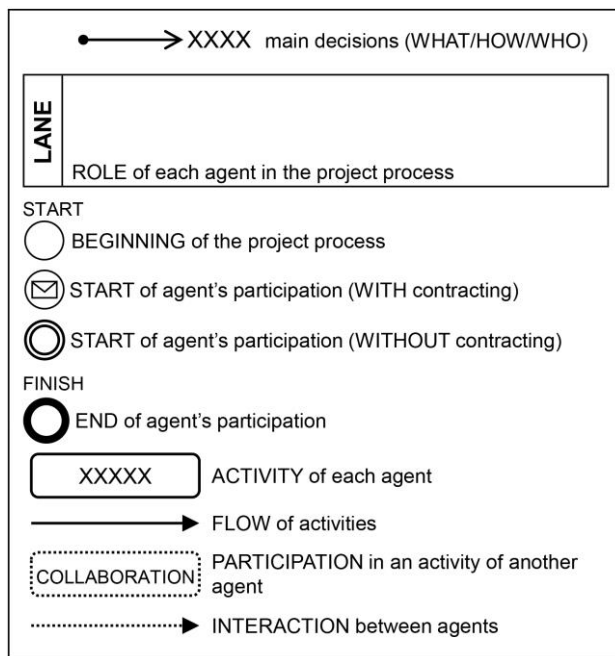 XXXX main decisions (WHAT/HOW/WHO)
LANE
ROLE of each agent in the project process
START
BEGINNING of the project process
START of agent's participation (WITH contracting)
START of agent's participation (WITHOUT contracting)
FINISH
END of agent's participation
XXXXX ACTIVITY of each agent
FLOW of activities
COLLABORATION PARTICIPATION in an activity of another
agent
INTERACTION between agents